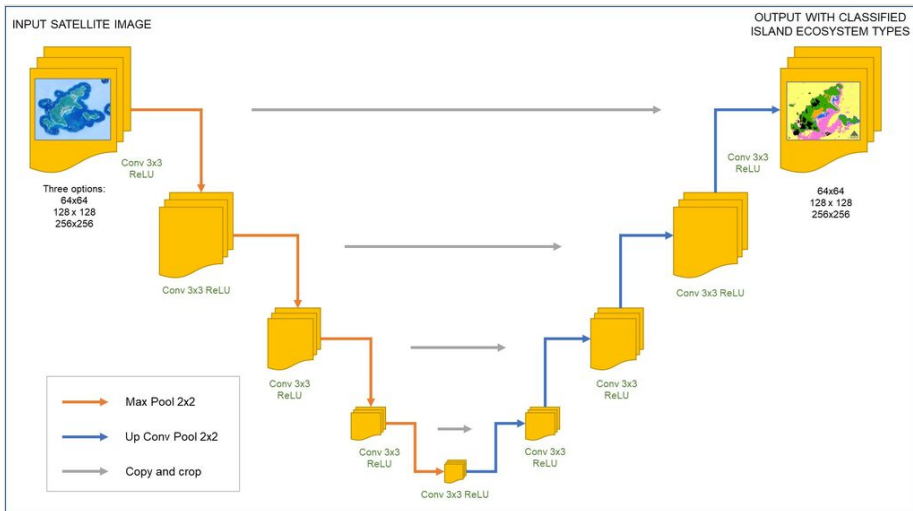 INPUT SATELLITE IMAGE
OUTPUT WITH CLASSIFIED
ISLAND ECOSYSTEM TYPES
Conv 3x3
ReLU
Conv 3x3
ReLU
Three options:
64x64
128 x 128
256x256
64x64
128 x 128
256x256
Conv 3x3 ReLU
Conv 3x3 ReLU
Conv 3x3
ReLU
Conv 3x3
ReLU
Conv 3x3
ReLU
Conv 3x3
ReLU
Conv 3x3 ReLU
Max Pool 2x2
Up Conv Pool 2x2
Copy and crop